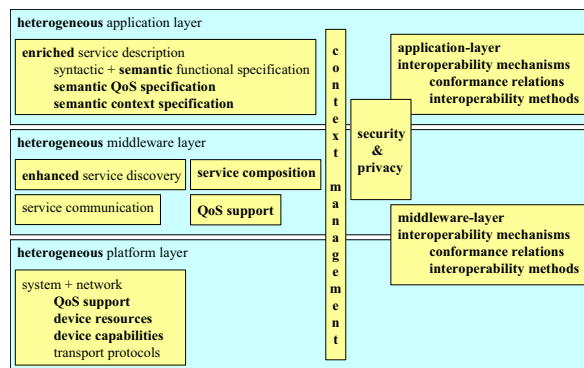 heterogeneous application layer
enriched service description
syntactic + semantic functional specification
semantic QoS specification
semantic context specification
application-layer
interoperability mechanisms
conformance relations
interoperability methods
context management
security
&
privacy
heterogeneous middleware layer
enhanced service discovery
service composition
service communication
QoS support
middleware-layer
interoperability mechanisms
conformance relations
interoperability methods
heterogeneous platform layer
system + network
QoS support
device resources
device capabilities
transport protocols